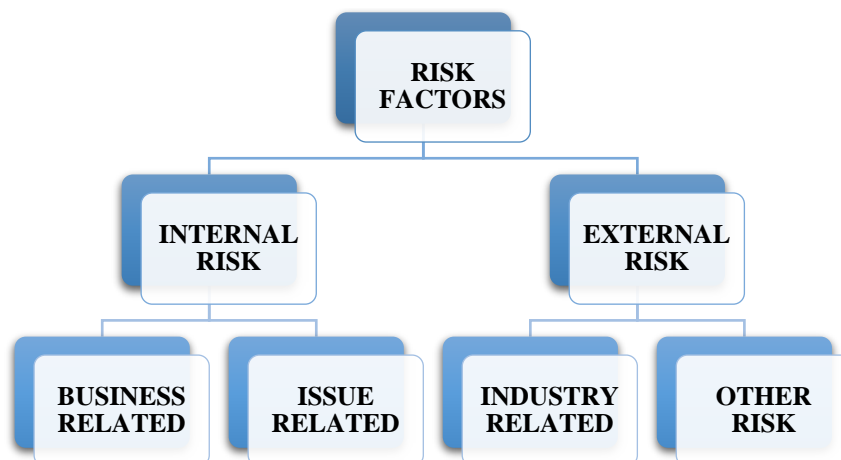 RISK
FACTORS
INTERNAL
RISK
EXTERNAL
RISK
BUSINESS
RELATED
ISSUE
RELATED
INDUSTRY
RELATED
OTHER
RISK